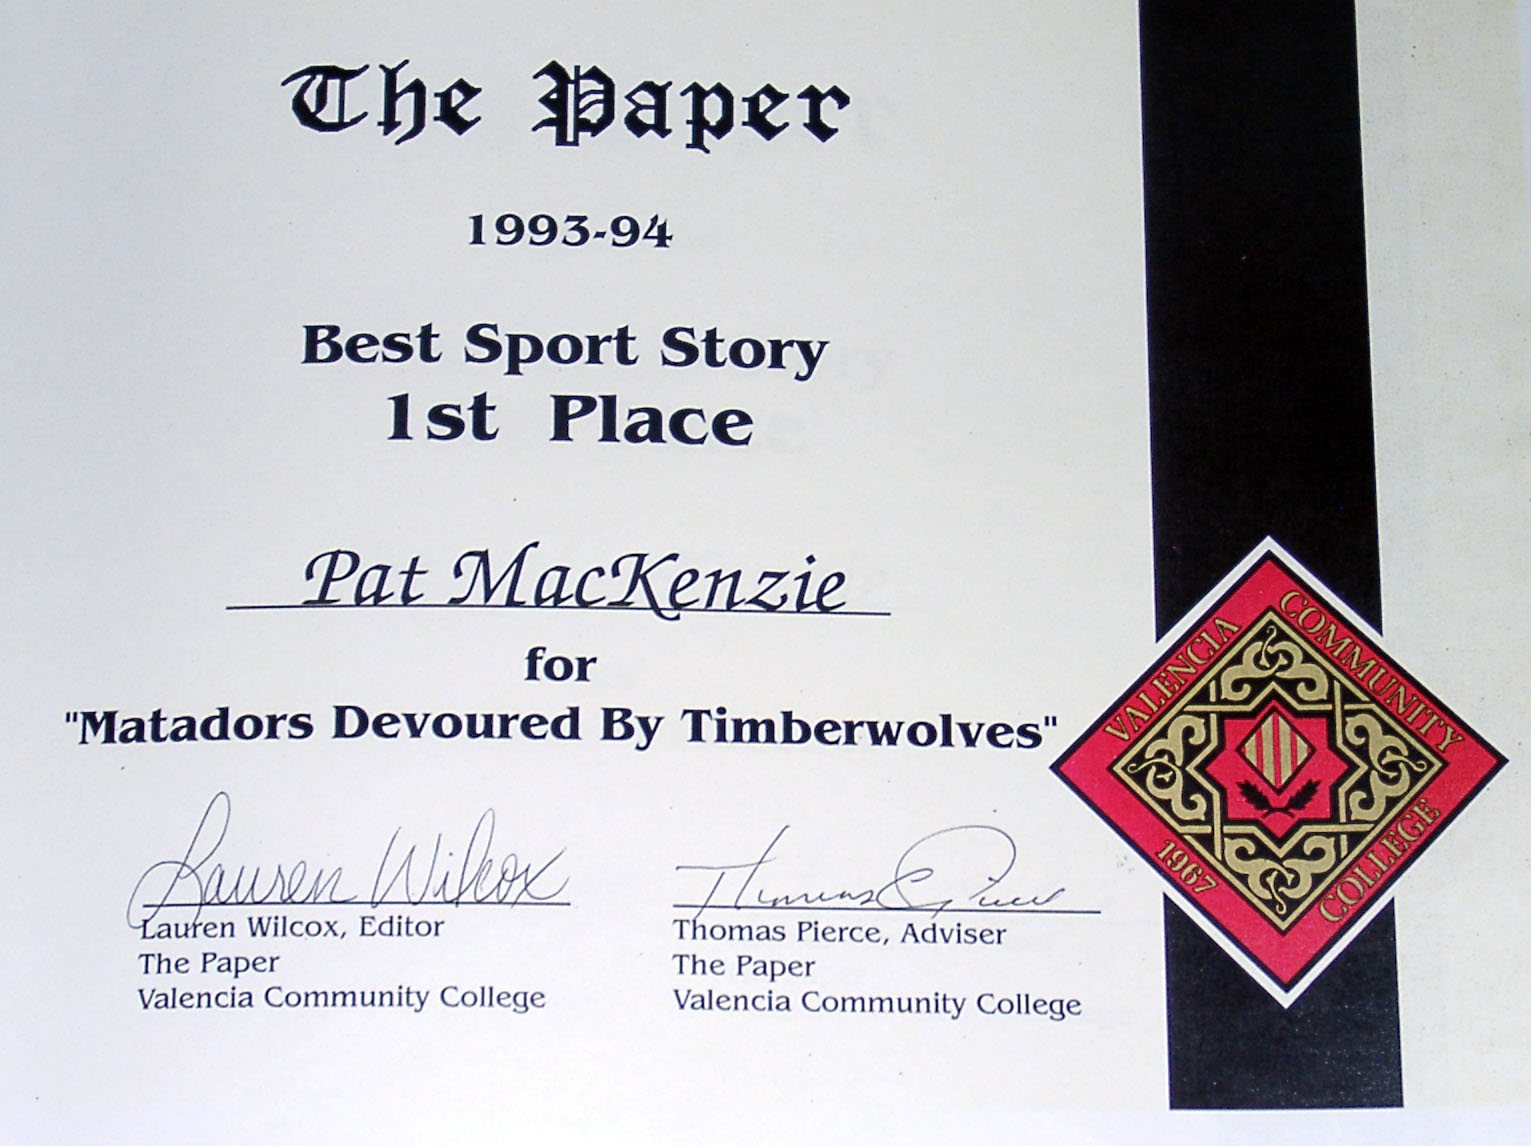 The Paper
1993-94
Best Sport Story
1st Place
Pat MacKenzie
for
"Matadors Devoured By Timberwolves"
Lauren Wilcox
Thomas C Pierce
Lauren Wilcox, Editor
The Paper
Valencia Community College
Thomas Pierce, Adviser
The Paper
Valencia Community College
VALENCIA
COMMUNITY
COLLEGE
1967